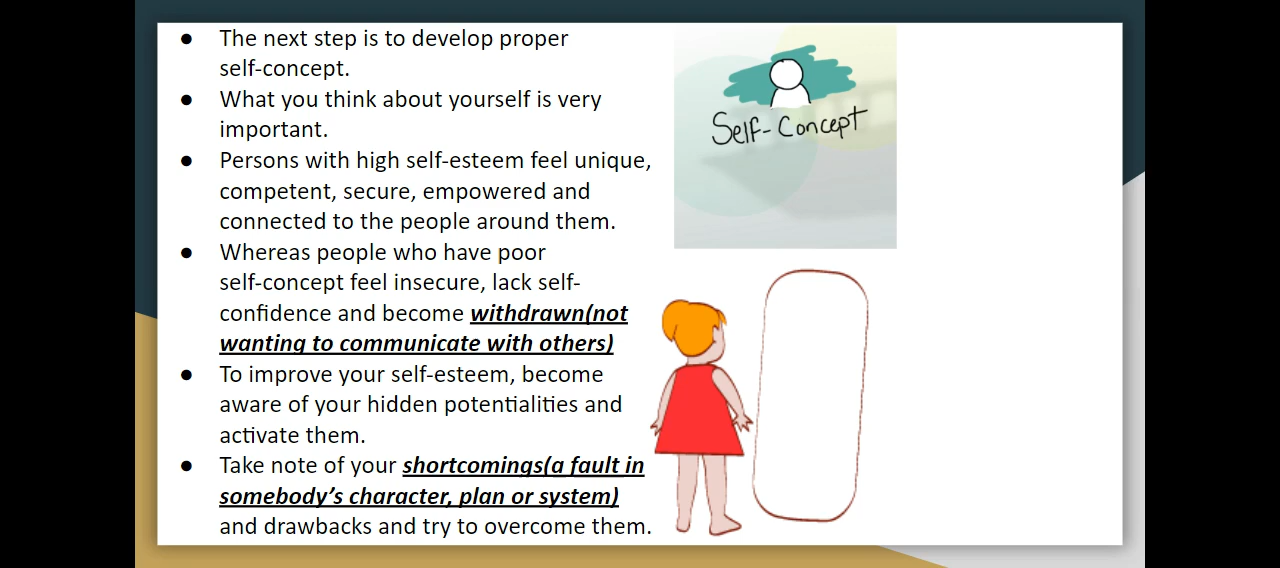 ● The next step is to develop proper
self-concept.
● What you think about yourself is very
important.
● Persons with high self-esteem feel unique,
competent, secure, empowered and
connected to the people around them.
● Whereas people who have poor
self-concept feel insecure, lack self-
confidence and become withdrawn(not
wanting to communicate with others)
● To improve your self-esteem, become
aware of your hidden potentialities and
activate them.
● Take note of your shortcomings(a fault in
somebody’s character, plan or system)
and drawbacks and try to overcome them.
Self-Concept